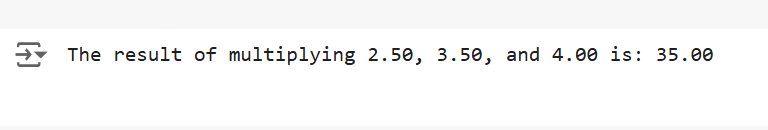 The result of multiplying 2.50, 3.50, and 4.00 is: 35.00